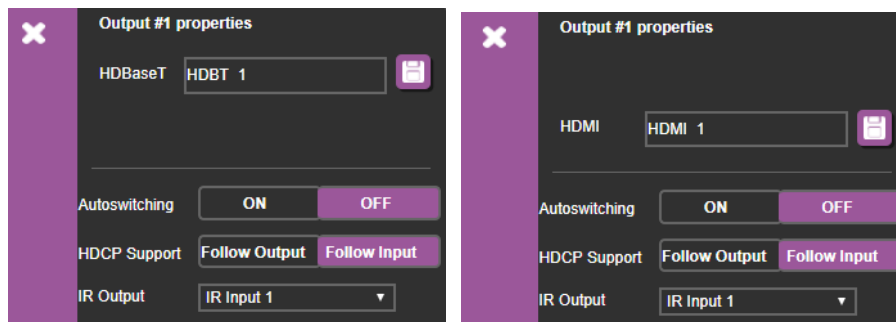 Output #1 properties
HDBaseT HDBT 1
Autoswitching ON OFF
HDCP Support Follow Output Follow Input
IR Output IR Input 1
Output #1 properties
HDMI HDMI 1
Autoswitching ON OFF
HDCP Support Follow Output Follow Input
IR Output IR Input 1